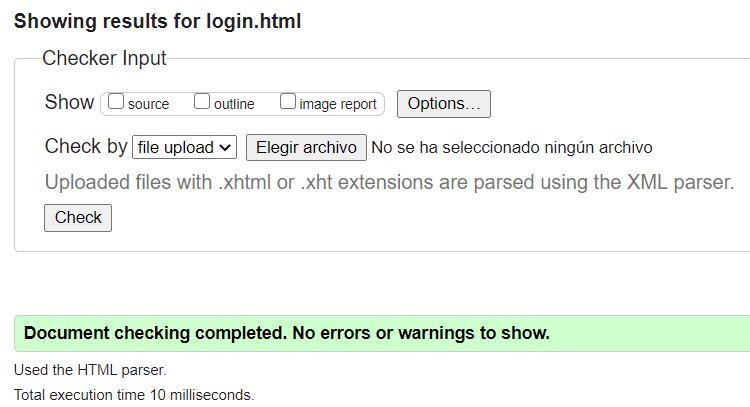 Showing results for login.html
Checker Input
Show source outline image report Options...
Check by file upload Elegir archivo No se ha seleccionado ningún archivo
Uploaded files with .xhtml or .xht extensions are parsed using the XML parser.
Check
Document checking completed. No errors or warnings to show.
Used the HTML parser.
Total execution time 10 milliseconds.